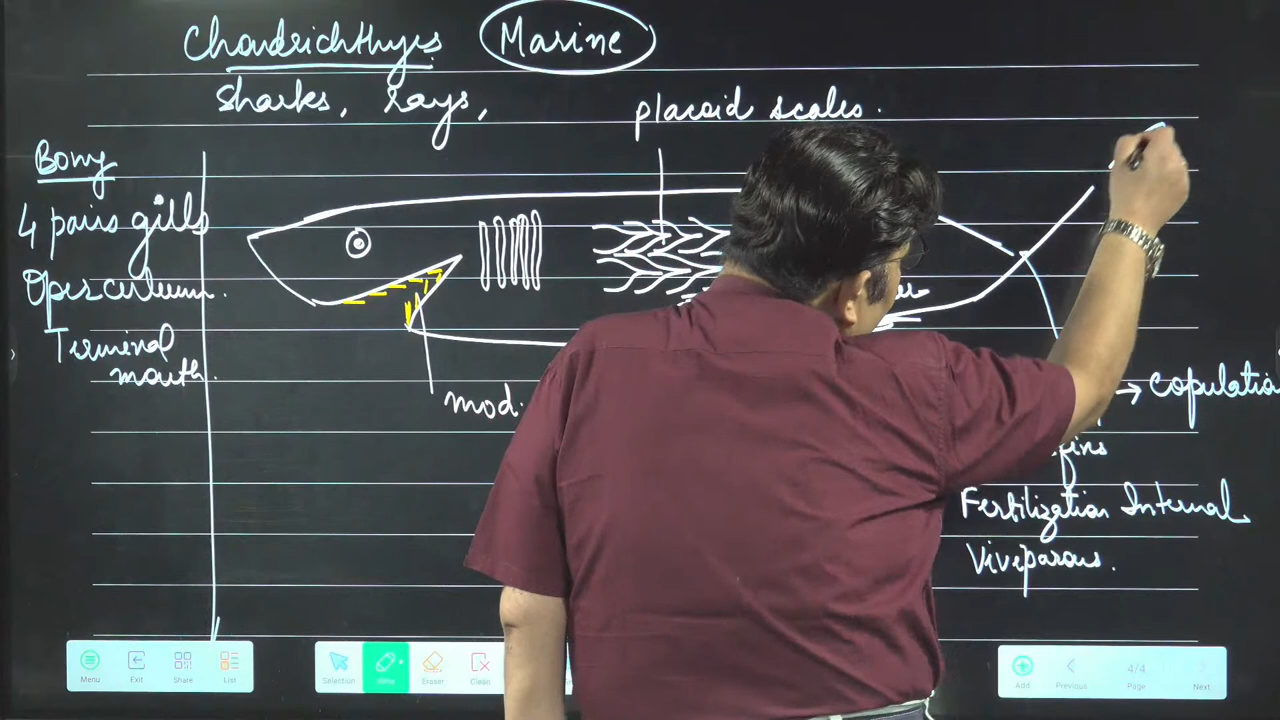 Chondrichthyes Marine
Sharks, rays,
placoid scales.
Bony
4 pairs gills
Operculum.
Terminal
mouth.
mod.
→ copulation
fins
Fertilization Internal
Viviparous.
Menu
Exit
Share
List
Selection
Eraser
Clean
Add
Previous
4/4
Page
Next